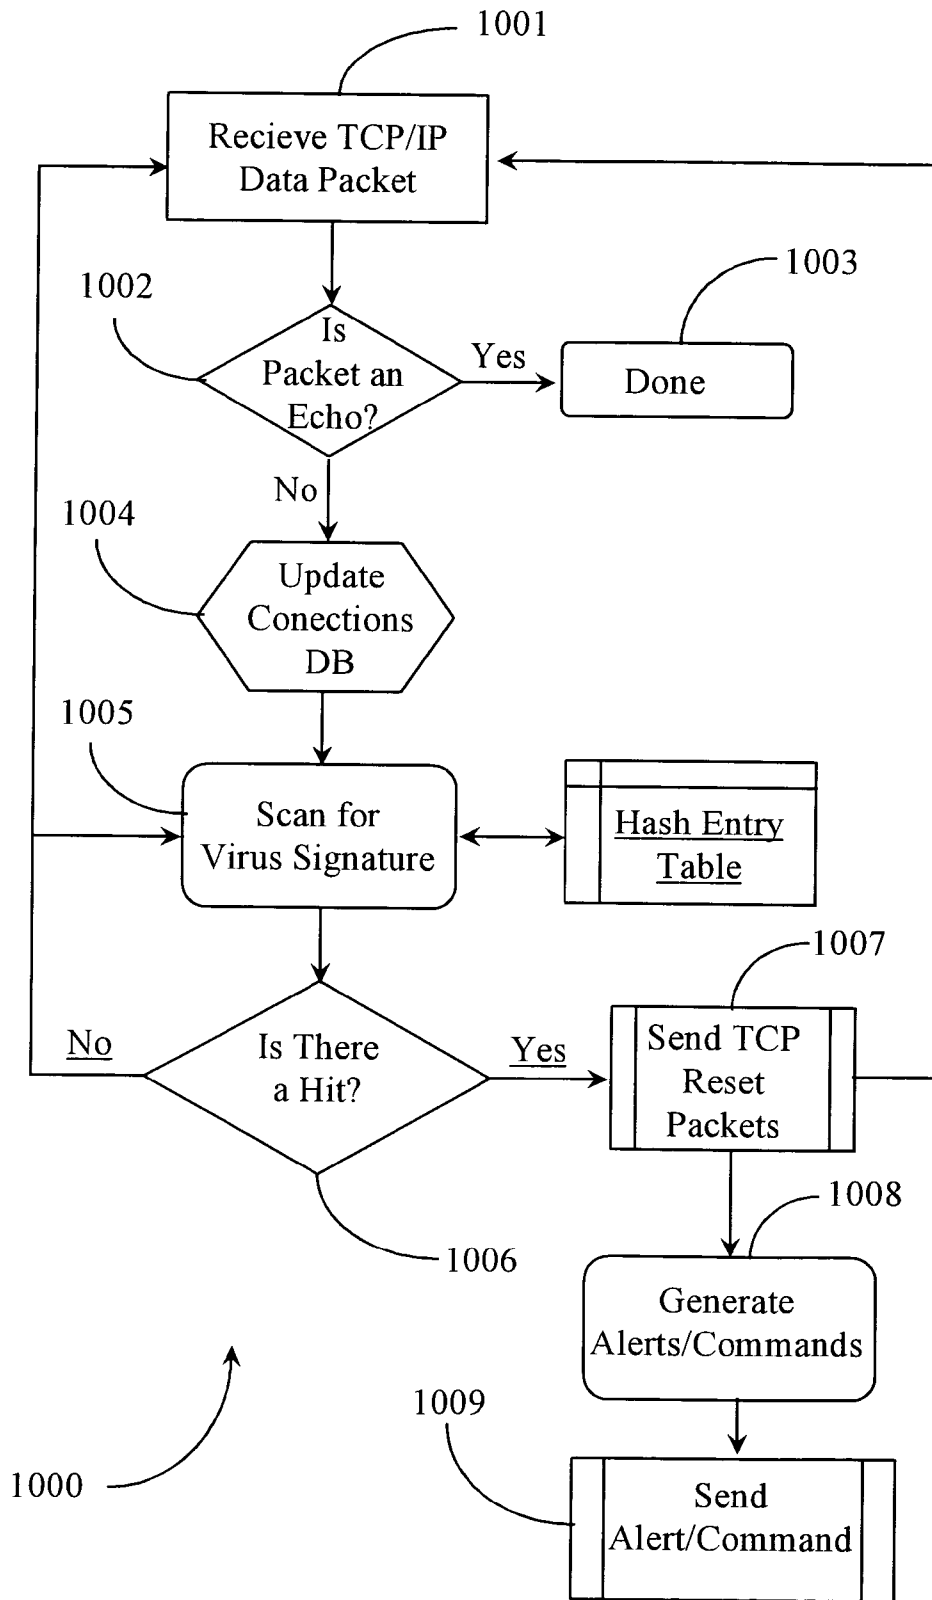 1001
Recieve TCP/IP
Data Packet
1002
Is
Packet an
Echo?
Yes
1003
Done
No
1004
Update
Conections
DB
1005
Scan for
Virus Signature
Hash Entry
Table
1007
No
Is There
a Hit?
Yes
Send TCP
Reset
Packets
1006
1008
Generate
Alerts/Commands
1000
1009
Send
Alert/Command